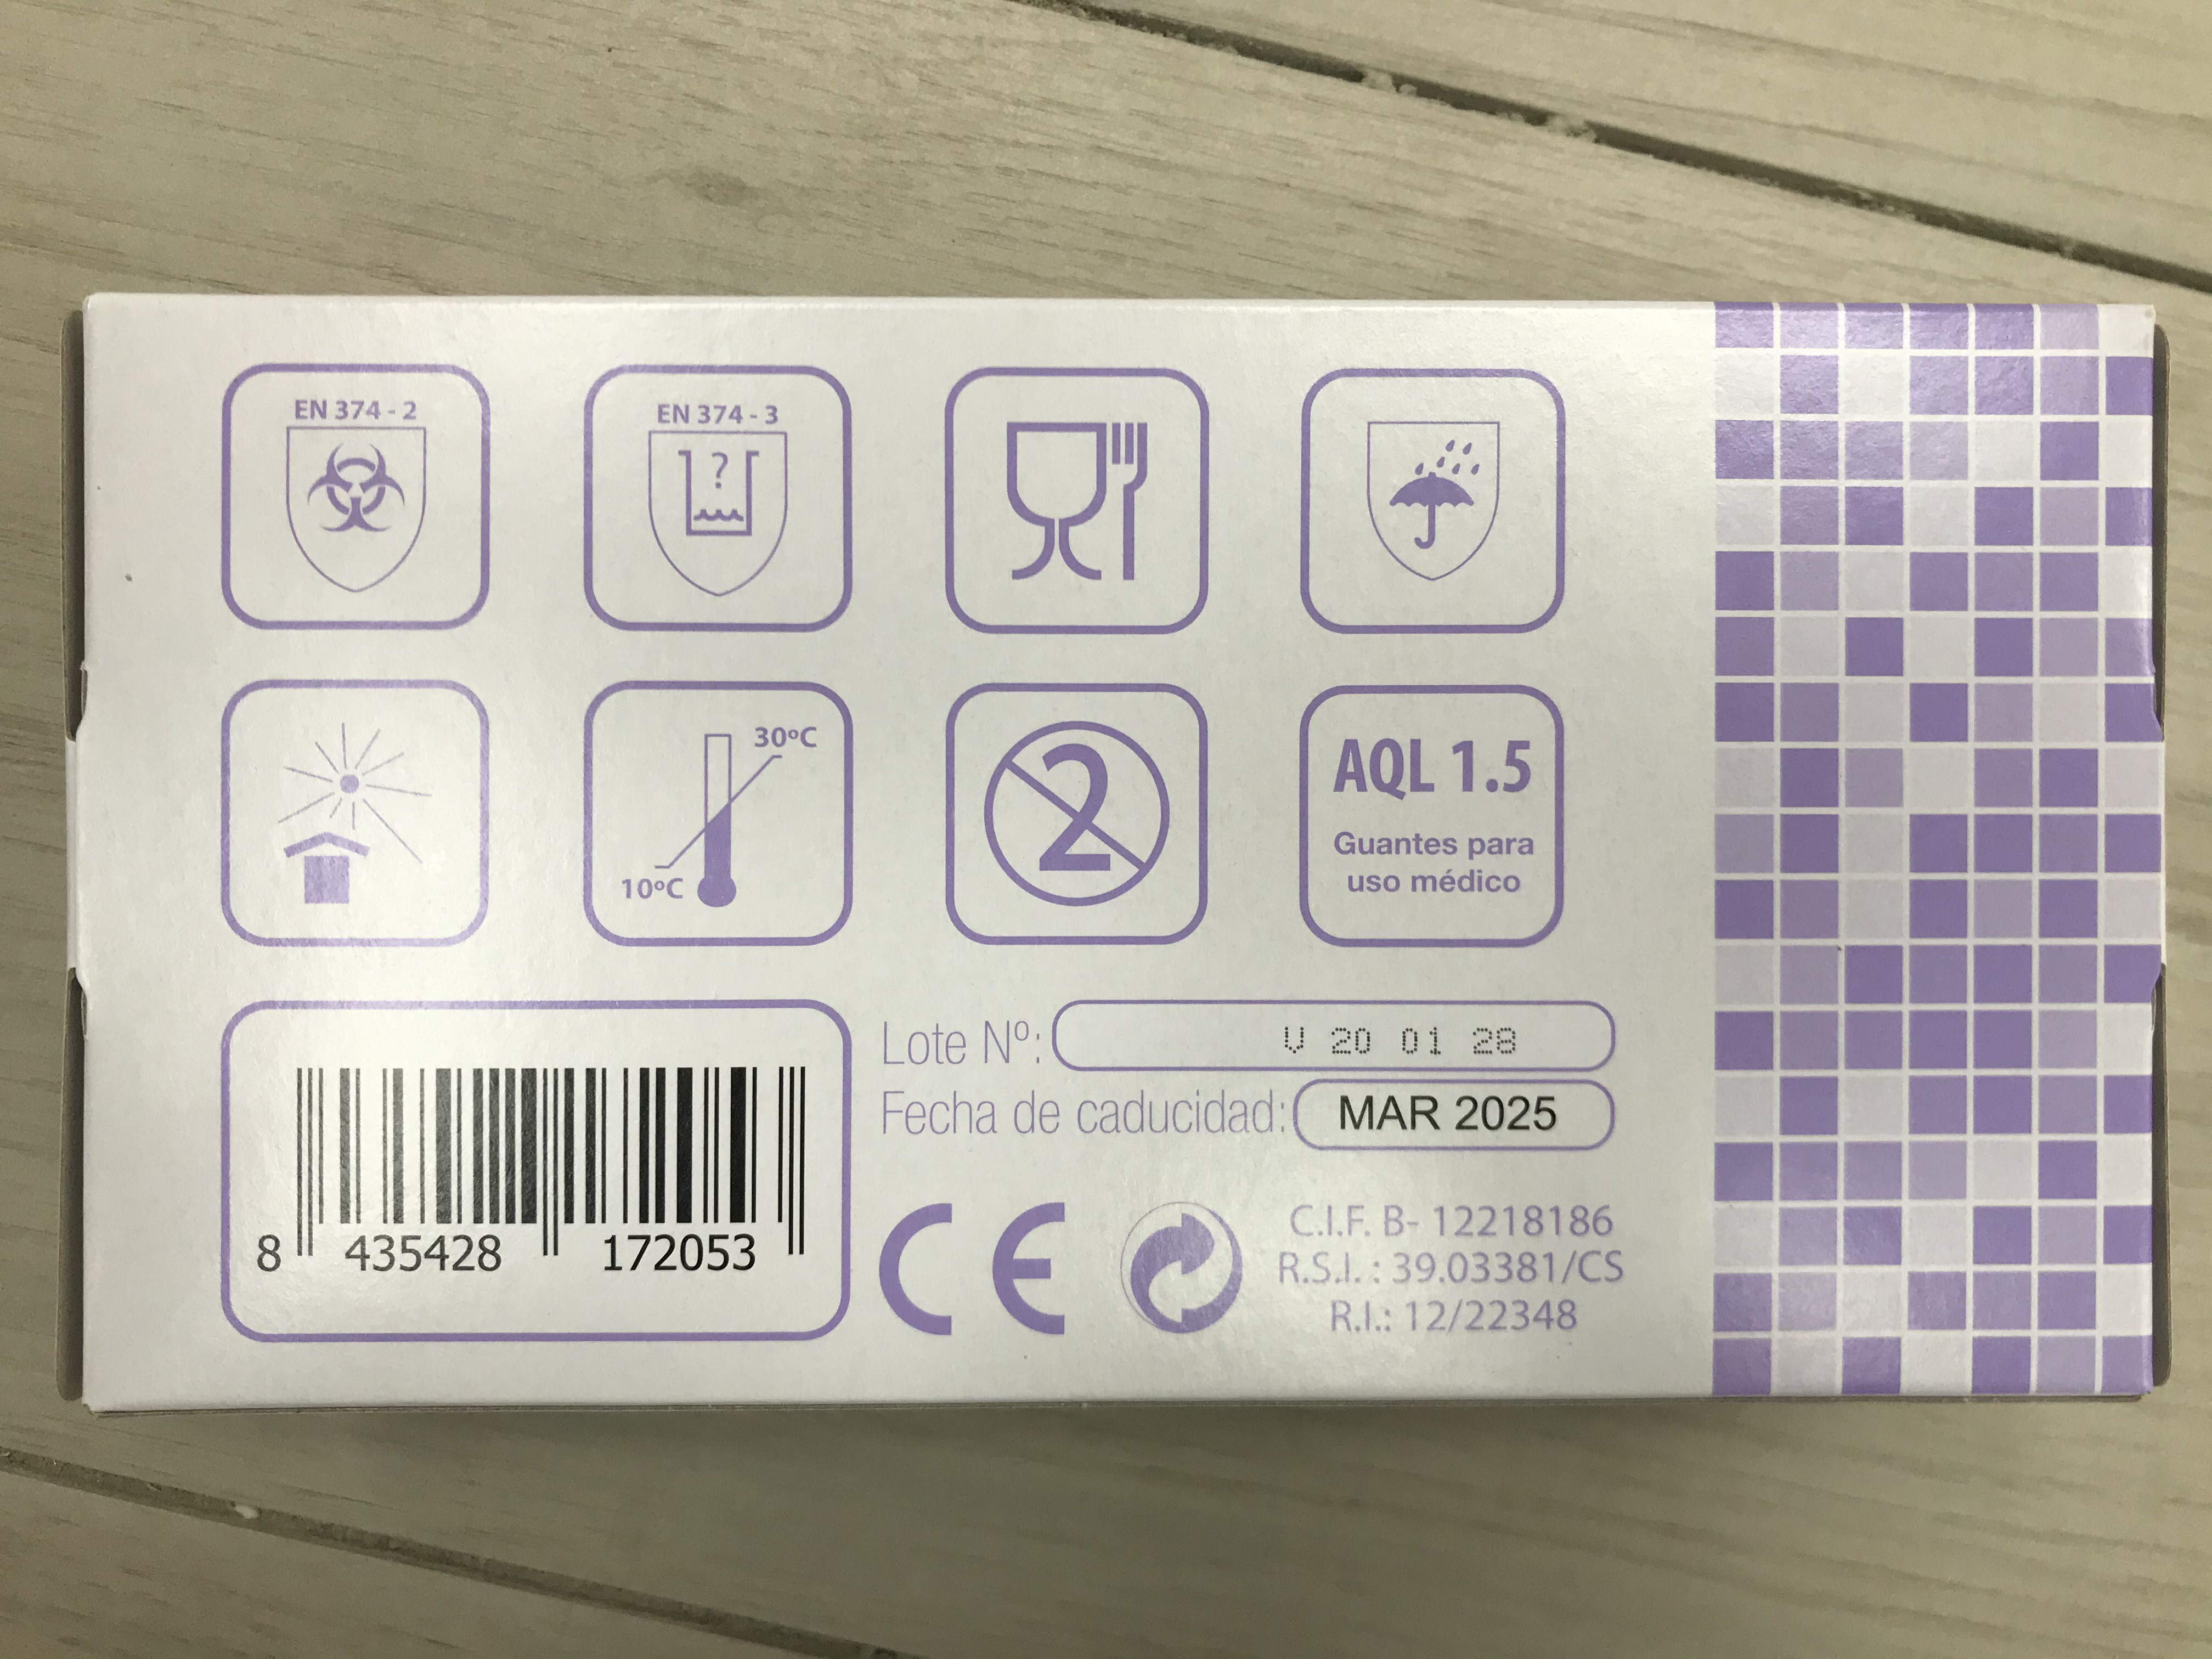 EN 374 - 2
EN 374 - 3
?
30ºC
10ºC
2
AQL 1.5
Guantes para
uso médico
Lote Nº: V 20 01 28
Fecha de caducidad: MAR 2025
8 435428 172053
CE
C.I.F. B- 12218186
R.S.I. : 39.03381/CS
R.I.: 12/22348